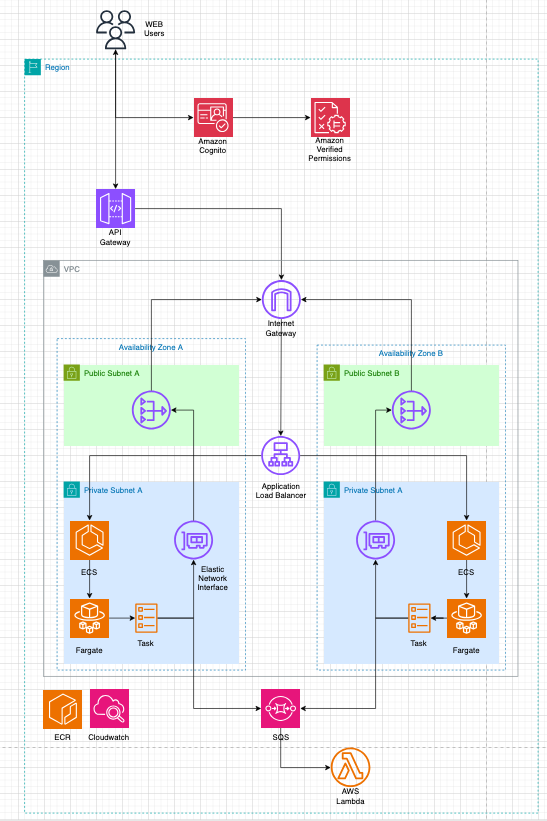 WEB
Users
Region
Amazon
Cognito
Amazon
Verified
Permissions
API
Gateway
VPC
Internet
Gateway
Availability Zone A
Availability Zone B
Public Subnet A
Public Subnet B
Application
Load Balancer
Private Subnet A
Private Subnet A
ECS
Elastic
Network
Interface
ECS
Fargate
Task
Task
Fargate
ECR
Cloudwatch
SQS
AWS
Lambda